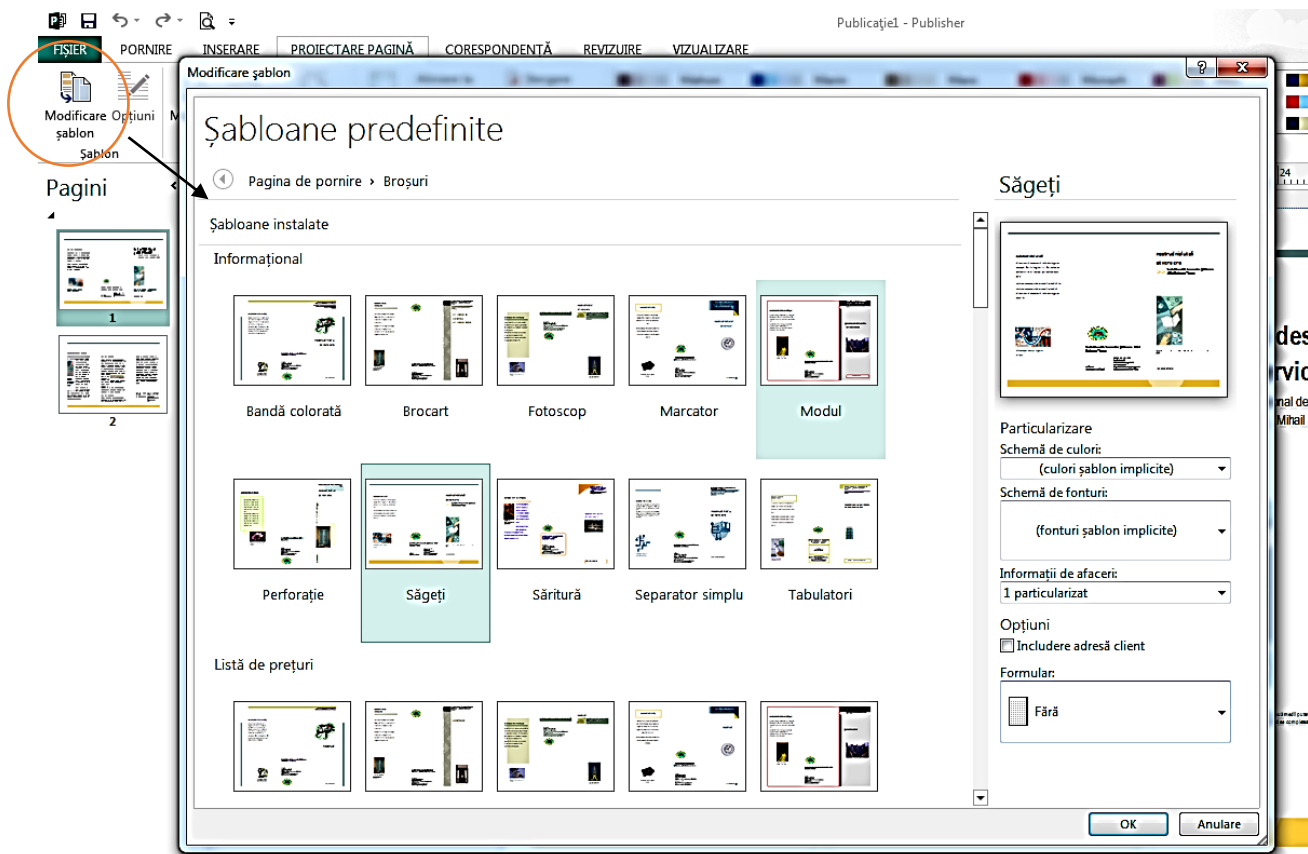 Publicație1 - Publisher
FIȘIER PORNIRE INSERARE PROIECTARE PAGINĂ CORESPONDENȚĂ REVIZUIRE VIZUALIZARE
Modificare șablon
Opțiuni
Șablon
Pagini
1
2
Modificare șablon
Șabloane predefinite
Pagina de pornire › Broșuri
Șabloane instalate
Informațional
Bandă colorată Brocart Fotoscop Marcator Modul
Perforație Săgeți Săritură Separator simplu Tabulatori
Listă de prețuri
Săgeți
Particularizare
Schemă de culori:
(culori șablon implicite)
Schemă de fonturi:
(fonturi șablon implicite)
Informații de afaceri:
1 particularizat
Opțiuni
Includere adresă client
Formular:
Fără
OK Anulare
24
Mihail